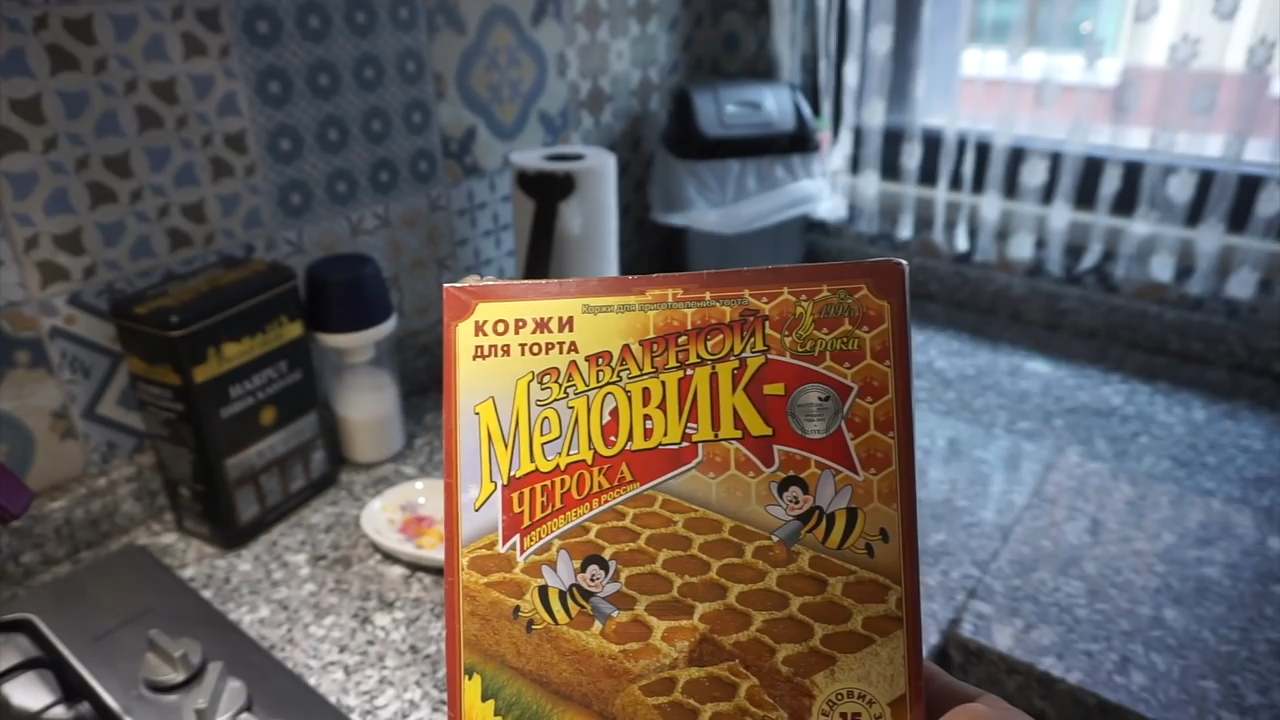 Коржи для приготовления торта
КОРЖИ
ДЛЯ ТОРТА
ЗАВАРНОЙ
МеДОВИК-
ЧЕРОКА
ИЗГОТОВЛЕНО В РОССИИ
1992г.
Черока